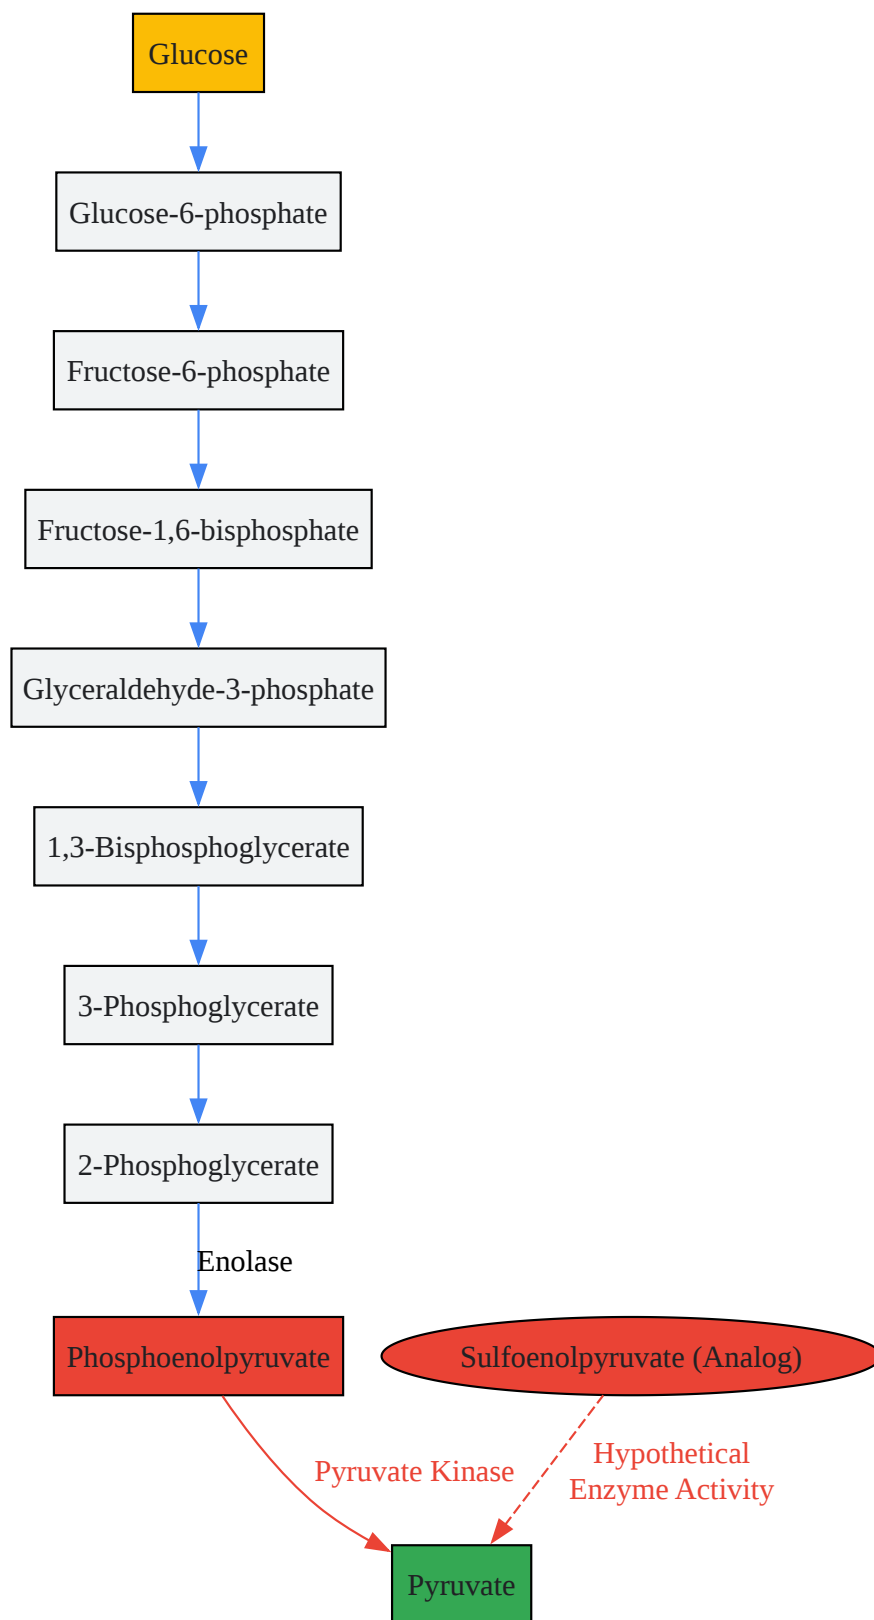 Glucose
Glucose-6-phosphate
Fructose-6-phosphate
Fructose-1,6-bisphosphate
Glyceraldehyde-3-phosphate
1,3-Bisphosphoglycerate
3-Phosphoglycerate
2-Phosphoglycerate
Enolase
Phosphoenolpyruvate
Sulfoenolpyruvate (Analog)
Pyruvate Kinase
Hypothetical
Enzyme Activity
Pyruvate